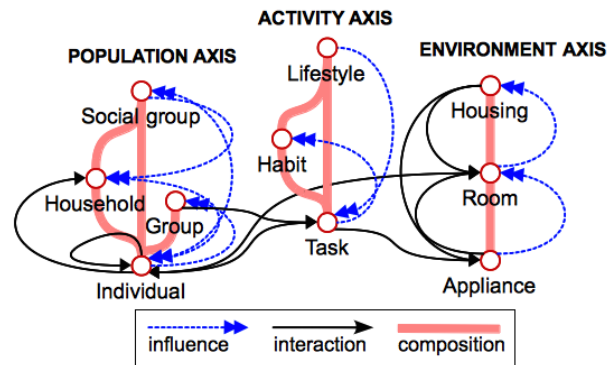 POPULATION AXIS
ACTIVITY AXIS
ENVIRONMENT AXIS
Social group
Household
Group
Individual
Lifestyle
Habit
Task
Housing
Room
Appliance
influence
interaction
composition